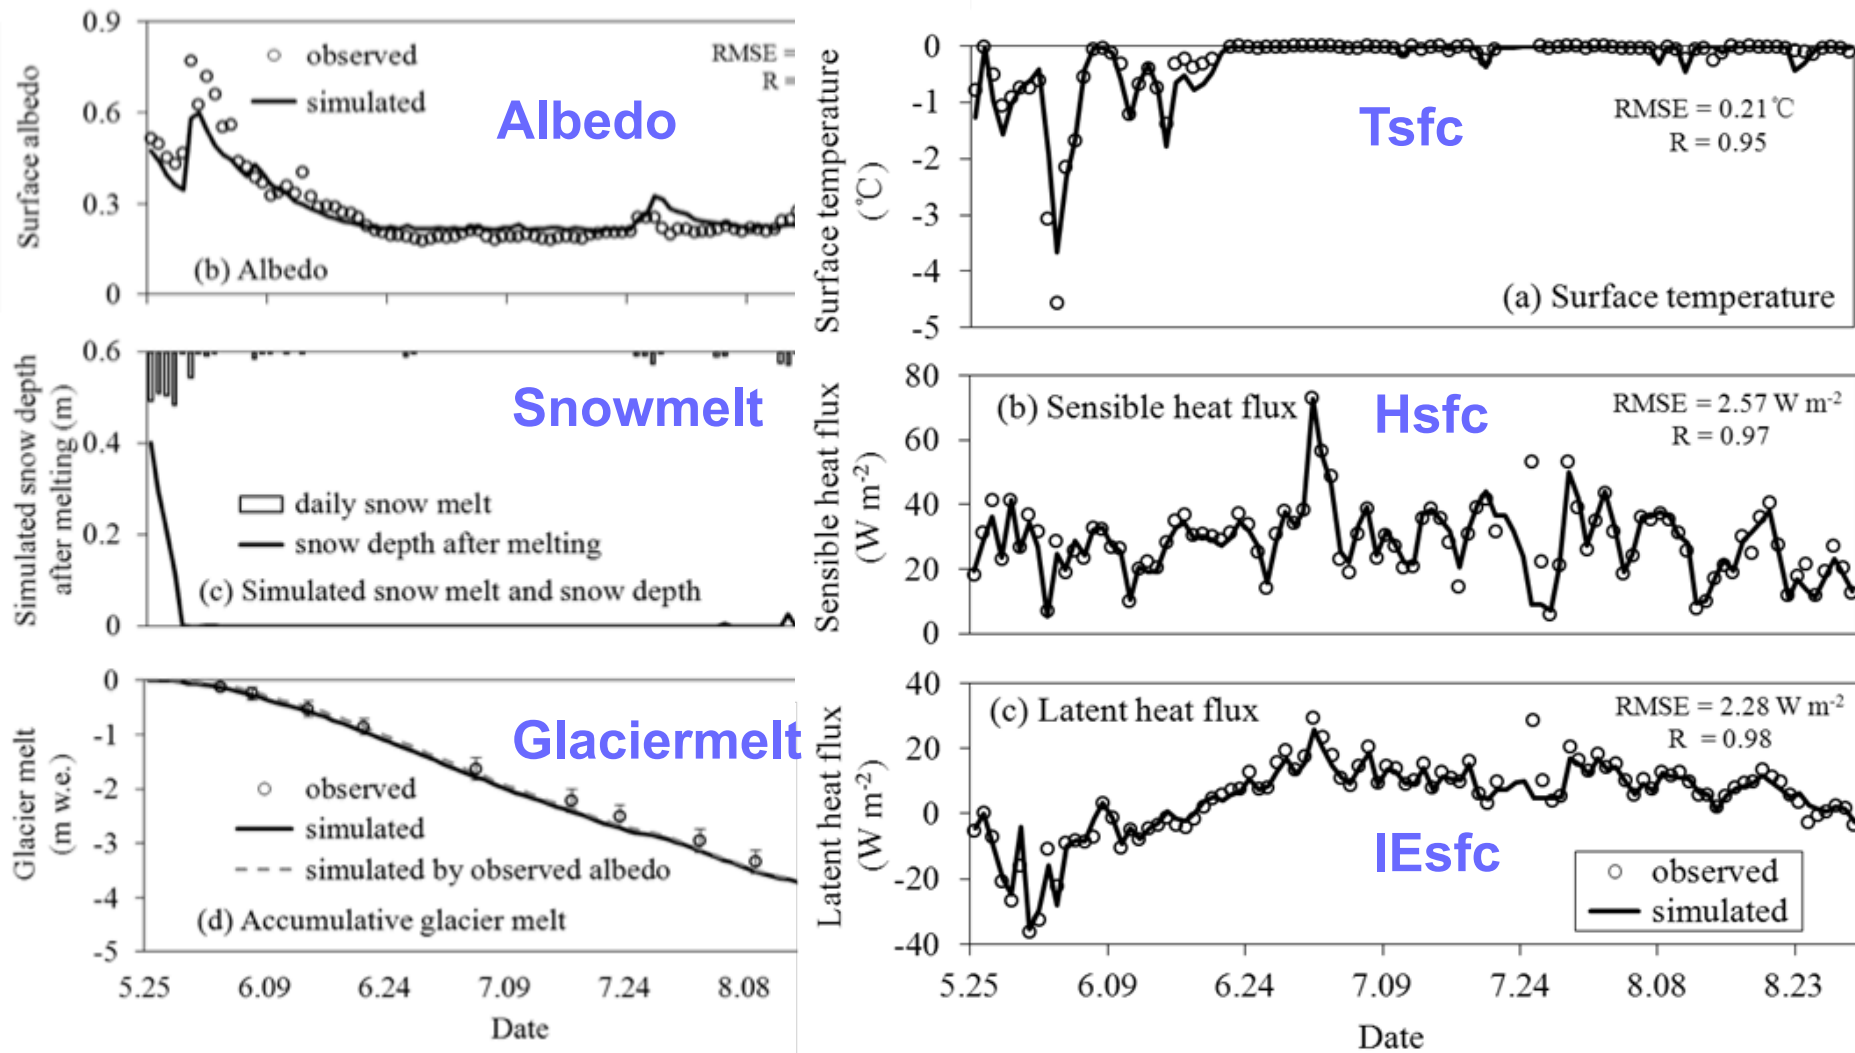 0.9
0.6
0.3
0
Surface albedo
observed
simulated
RMSE =
R =
Albedo
(b) Albedo
0.6
0.4
0.2
0
Simulated snow depth
after melting (m)
Snowmelt
daily snow melt
snow depth after melting
(c) Simulated snow melt and snow depth
0
-1
-2
-3
-4
-5
Glacier melt
(m w.e.)
Glaciermelt
observed
simulated
simulated by observed albedo
(d) Accumulative glacier melt
5.25 6.09 6.24 7.09 7.24 8.08
Date
0
-1
-2
-3
-4
-5
Surface temperature
(℃)
Tsfc
RMSE = 0.21℃
R = 0.95
(a) Surface temperature
80
60
40
20
0
Sensible heat flux
(W m-2)
(b) Sensible heat flux
Hsfc
RMSE = 2.57 W m-2
R = 0.97
40
20
0
-20
-40
Latent heat flux
(W m-2)
(c) Latent heat flux
RMSE = 2.28 W m-2
R = 0.98
lEsfc
observed
simulated
5.25 6.09 6.24 7.09 7.24 8.08 8.23
Date